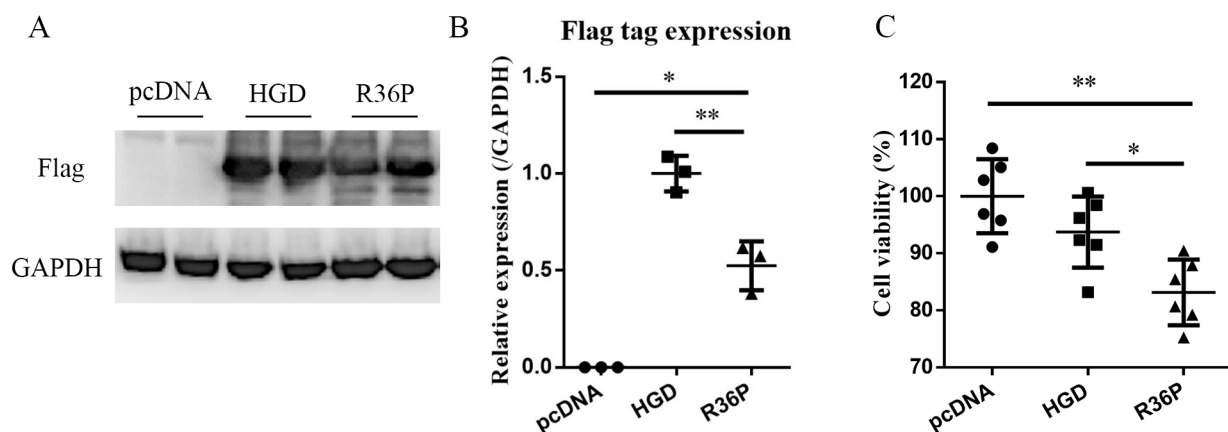 A
pcDNA HGD R36P
Flag
GAPDH
B
Flag tag expression
Relative expression (/GAPDH)
1.5
1.0
0.5
0.0
*
**
pcDNA HGD R36P
C
Cell viability (%)
120
110
100
90
80
70
**
*
pcDNA HGD R36P